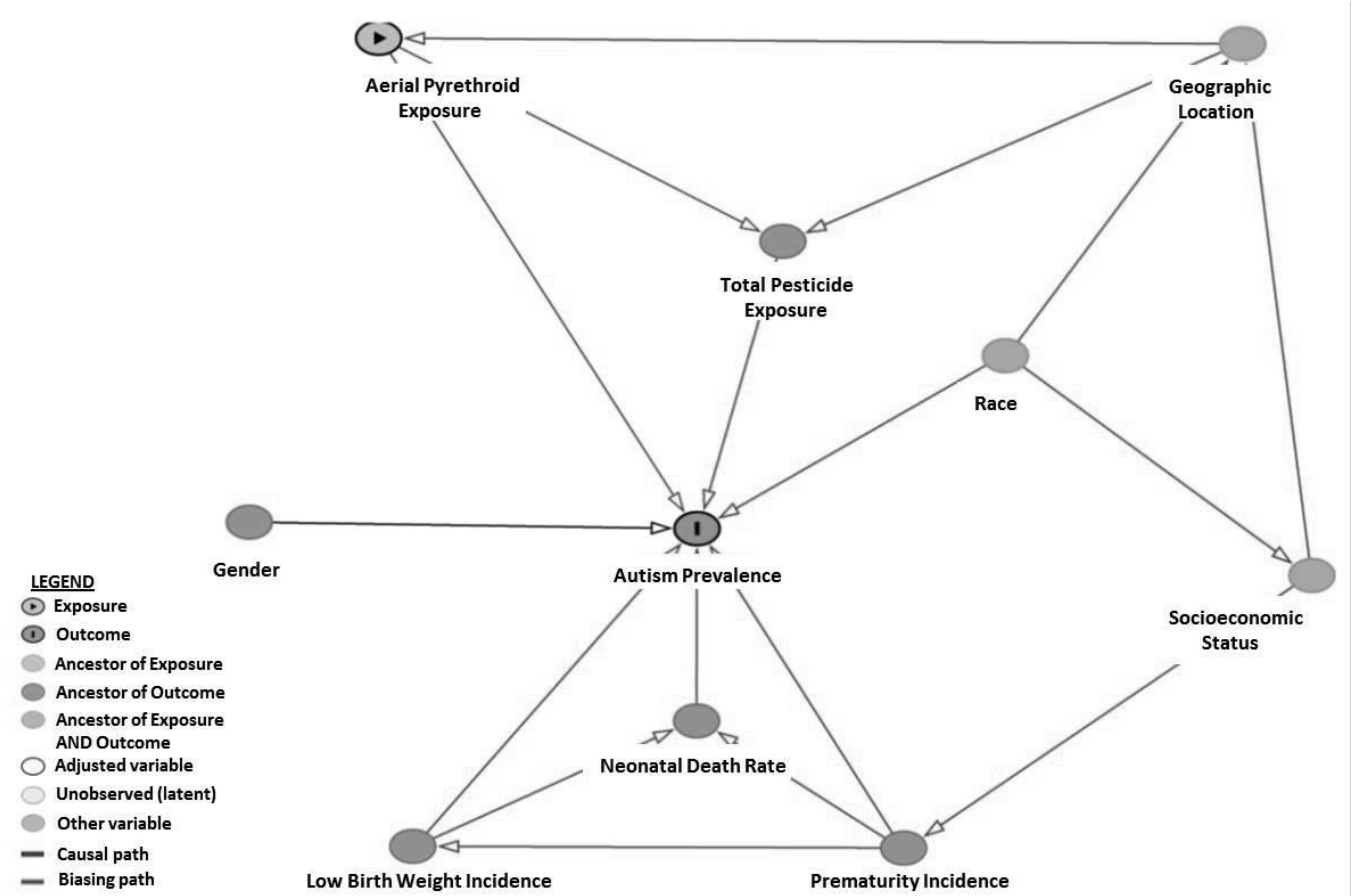 Aerial Pyrethroid
Exposure
Geographic
Location
Total Pesticide
Exposure
Race
Gender
Autism Prevalence
Socioeconomic
Status
Neonatal Death Rate
Low Birth Weight Incidence
Prematurity Incidence
LEGEND
Exposure
Outcome
Ancestor of Exposure
Ancestor of Outcome
Ancestor of Exposure
AND Outcome
Adjusted variable
Unobserved (latent)
Other variable
Causal path
Biasing path